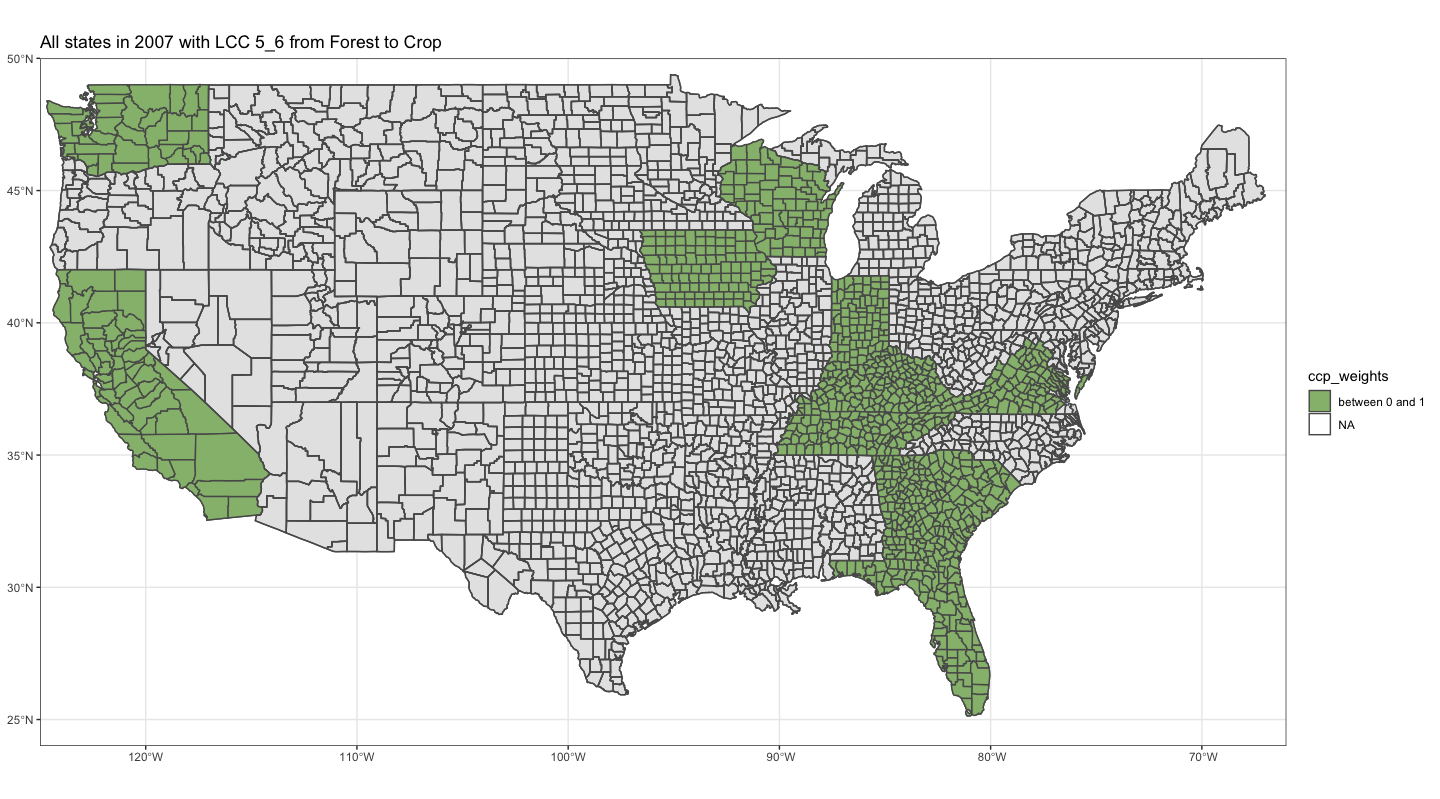 All states in 2007 with LCC 5_6 from Forest to Crop
50°N
45°N
40°N
35°N
30°N
25°N
120°W
110°W
100°W
90°W
80°W
70°W
ccp_weights
between 0 and 1
NA